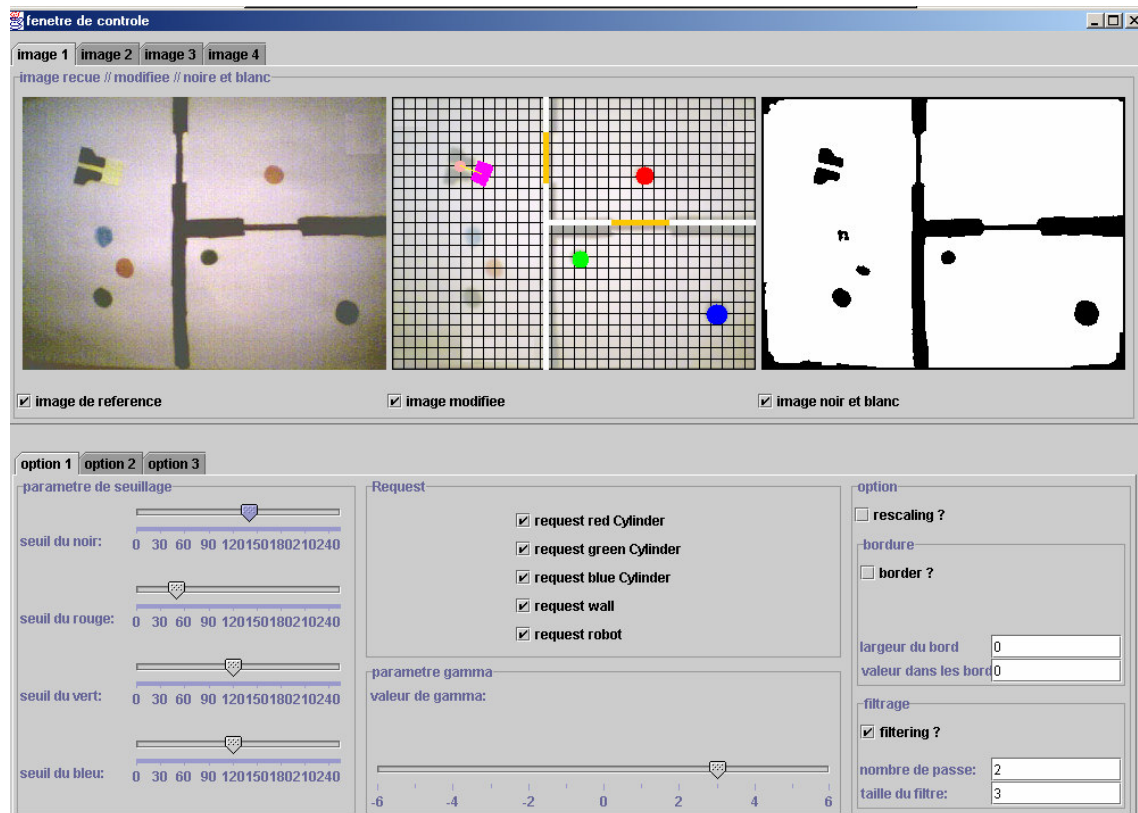 fenetre de controle
image 1 image 2 image 3 image 4
image recue // modifiee // noire et blanc
image de reference
image modifiee
image noir et blanc
option 1 option 2 option 3
parametre de seuillage
seuil du noir:
0 30 60 90 120150180210240
seuil du rouge:
0 30 60 90 120150180210240
seuil du vert:
0 30 60 90 120150180210240
seuil du bleu:
0 30 60 90 120150180210240
Request
request red Cylinder
request green Cylinder
request blue Cylinder
request wall
request robot
parametre gamma
valeur de gamma:
-6 -4 -2 0 2 4 6
option
rescaling ?
bordure
border ?
largeur du bord 0
valeur dans les bord 0
filtrage
filtering ?
nombre de passe: 2
taille du filtre: 3